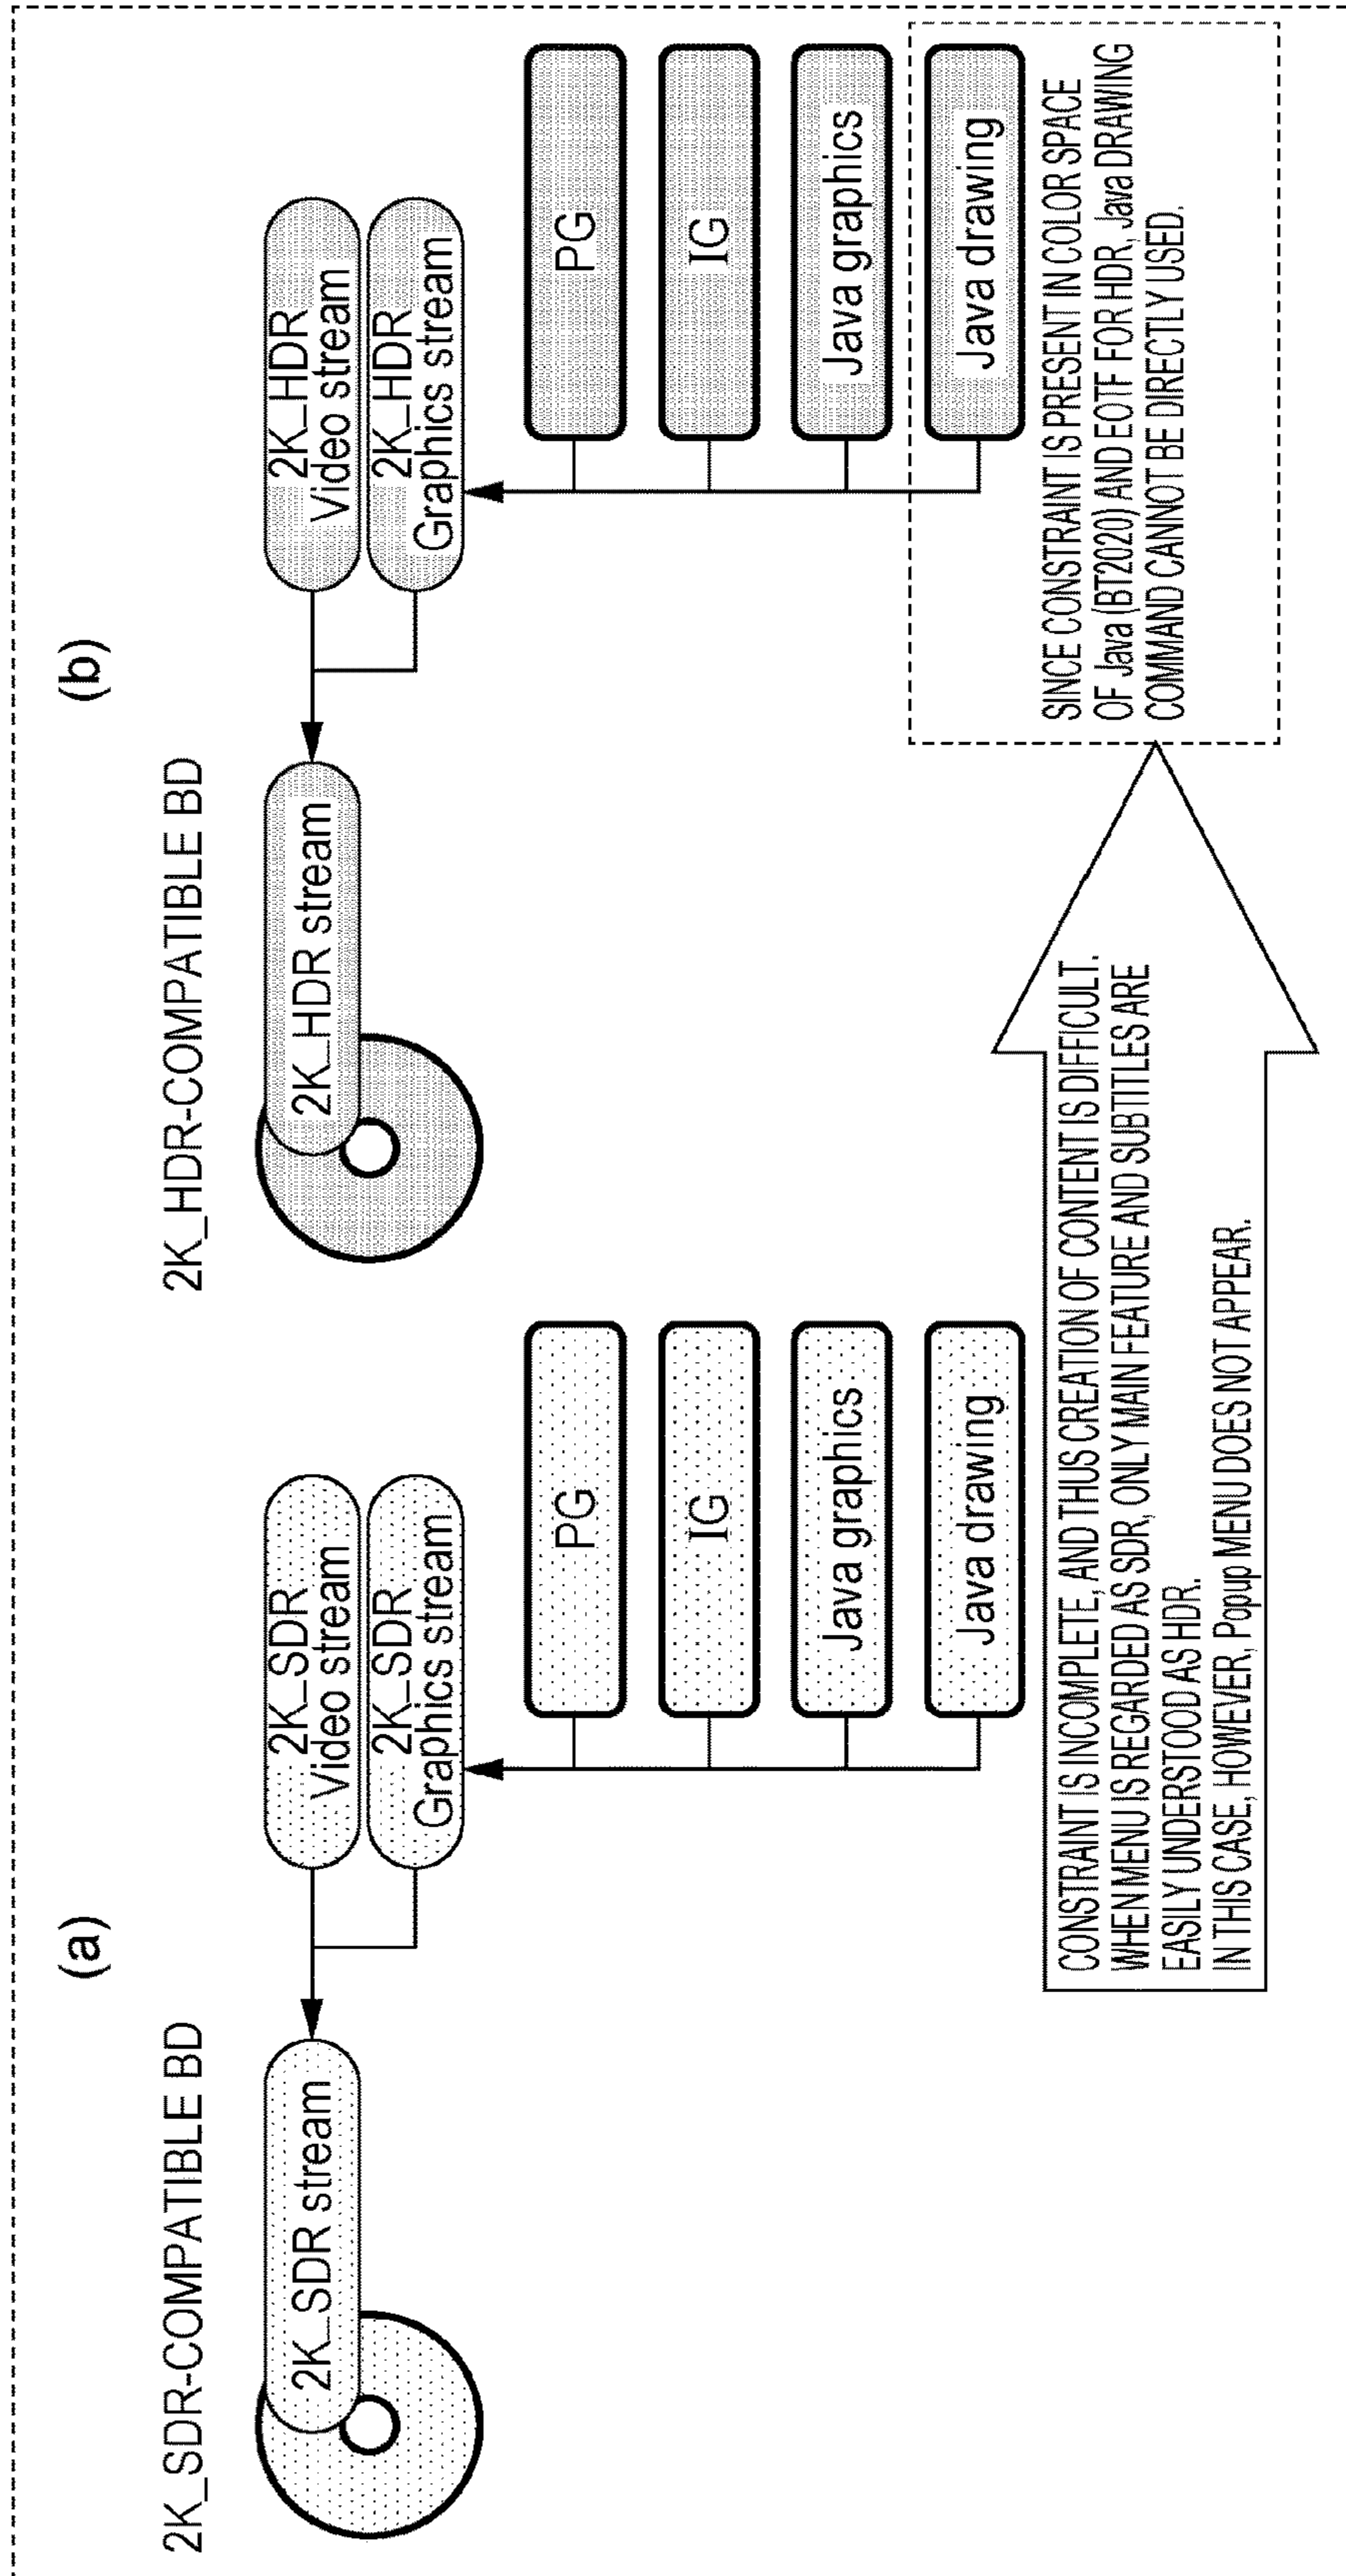 (a)
2K_SDR-COMPATIBLE BD
2K_SDR stream
2K_SDR
Video stream
2K_SDR
Graphics stream
PG
IG
Java graphics
Java drawing
CONSTRAINT IS INCOMPLETE, AND THUS CREATION OF CONTENT IS DIFFICULT.
WHEN MENU IS REGARDED AS SDR, ONLY MAIN FEATURE AND SUBTITLES ARE
EASILY UNDERSTOOD AS HDR.
IN THIS CASE, HOWEVER, Popup MENU DOES NOT APPEAR.
(b)
2K_HDR-COMPATIBLE BD
2K_HDR stream
2K_HDR
Video stream
2K_HDR
Graphics stream
PG
IG
Java graphics
Java drawing
SINCE CONSTRAINT IS PRESENT IN COLOR SPACE
OF Java (BT2020) AND EOTF FOR HDR, Java DRAWING
COMMAND CANNOT BE DIRECTLY USED.